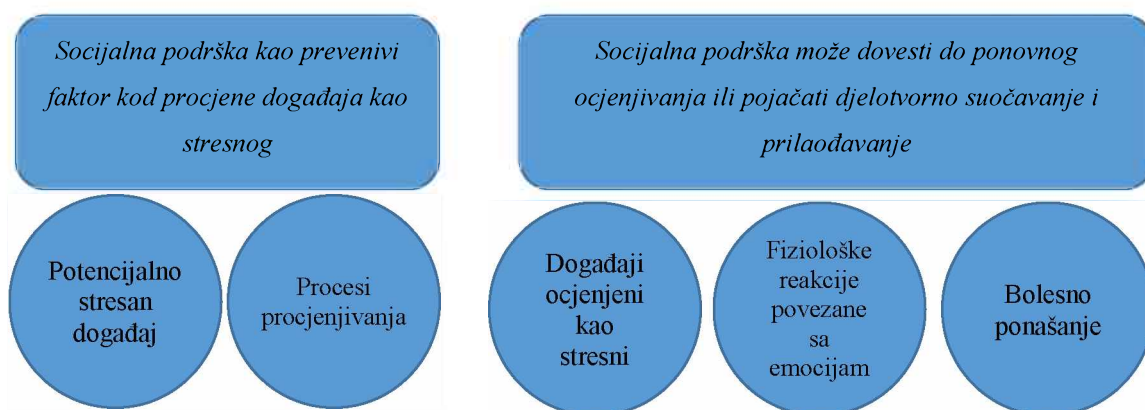 Socijalna podrška kao prevenivi
faktor kod procjene događaja kao
stresnog
Socijalna podrška može dovesti do ponovnog
ocjenjivanja ili pojačati djelotvorno suočavanje i
prilaođavanje
Potencijalno
stresan
događaj
Procesi
procjenjivanja
Događaji
ocjenjeni
kao
stresni
Fiziološke
reakcije
povezane
sa
emocijam
Bolesno
ponašanje